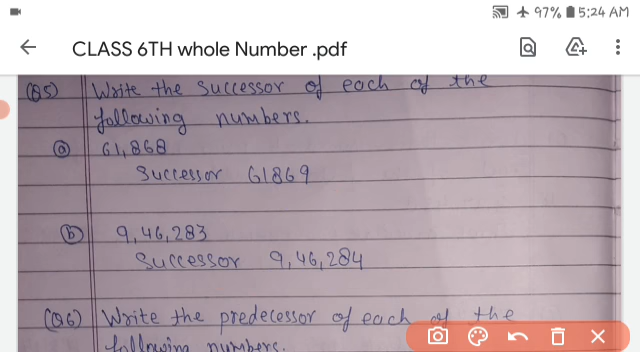 97% 5:24 AM
CLASS 6TH whole Number .pdf
(Q5) Write the Successor of each of the
following numbers.
(a) 61,868
Successor 61869
(b) 9,46,283
Successor 9,46,284
(Q6) Write the predecessor of each of the
following numbers.